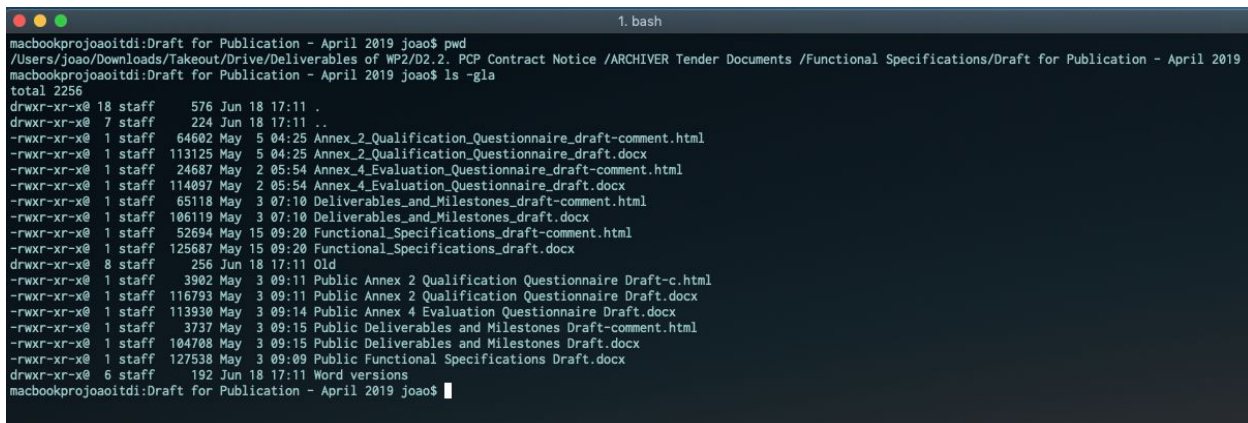 1. bash
macbookprojoaoitdi:Draft for Publication - April 2019 joao$ pwd
/Users/joao/Downloads/Takeout/Drive/Deliverables of WP2/D2.2. PCP Contract Notice /ARCHIVER Tender Documents /Functional Specifications/Draft for Publication - April 2019
macbookprojoaoitdi:Draft for Publication - April 2019 joao$ ls -gla
total 2256
drwxr-xr-x@ 18 staff     576 Jun 18 17:11 .
drwxr-xr-x@  7 staff     224 Jun 18 17:11 ..
-rwxr-xr-x@  1 staff   64602 May  5 04:25 Annex_2_Qualification_Questionnaire_draft-comment.html
-rwxr-xr-x@  1 staff  113125 May  5 04:25 Annex_2_Qualification_Questionnaire_draft.docx
-rwxr-xr-x@  1 staff   24687 May  2 05:54 Annex_4_Evaluation_Questionnaire_draft-comment.html
-rwxr-xr-x@  1 staff  114097 May  2 05:54 Annex_4_Evaluation_Questionnaire_draft.docx
-rwxr-xr-x@  1 staff   65118 May  3 07:10 Deliverables_and_Milestones_draft-comment.html
-rwxr-xr-x@  1 staff  106119 May  3 07:10 Deliverables_and_Milestones_draft.docx
-rwxr-xr-x@  1 staff   52694 May 15 09:20 Functional_Specifications_draft-comment.html
-rwxr-xr-x@  1 staff  125687 May 15 09:20 Functional_Specifications_draft.docx
drwxr-xr-x@  8 staff     256 Jun 18 17:11 Old
-rwxr-xr-x@  1 staff    3902 May  3 09:11 Public Annex 2 Qualification Questionnaire Draft-c.html
-rwxr-xr-x@  1 staff  116793 May  3 09:11 Public Annex 2 Qualification Questionnaire Draft.docx
-rwxr-xr-x@  1 staff  113930 May  3 09:14 Public Annex 4 Evaluation Questionnaire Draft.docx
-rwxr-xr-x@  1 staff    3737 May  3 09:15 Public Deliverables and Milestones Draft-comment.html
-rwxr-xr-x@  1 staff  104708 May  3 09:15 Public Deliverables and Milestones Draft.docx
-rwxr-xr-x@  1 staff  127538 May  3 09:09 Public Functional Specifications Draft.docx
drwxr-xr-x@  6 staff     192 Jun 18 17:11 Word versions
macbookprojoaoitdi:Draft for Publication - April 2019 joao$